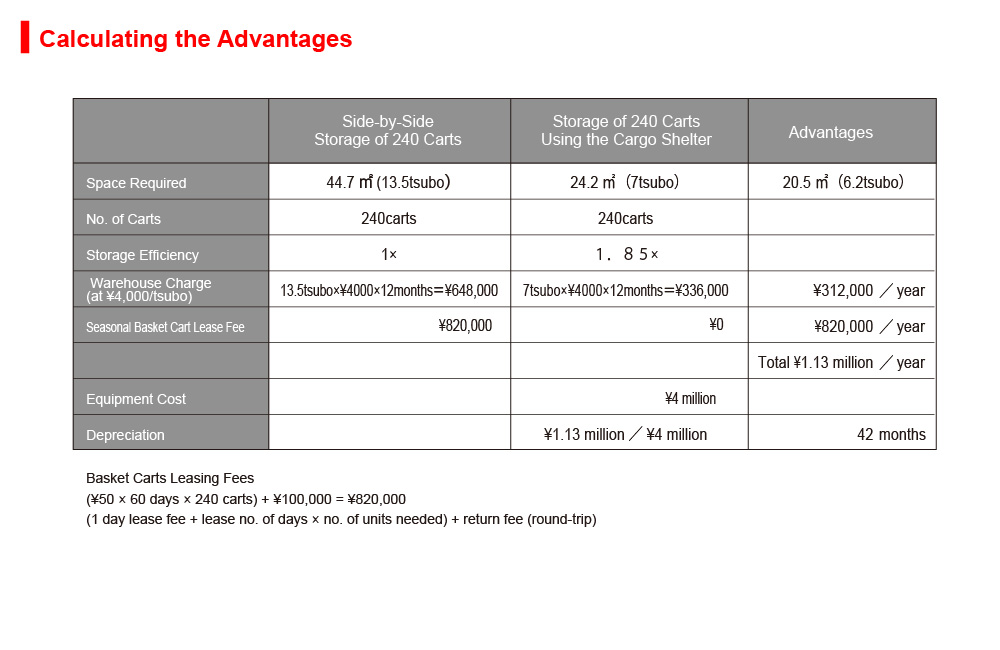 Calculating the Advantages
Side-by-Side
Storage of 240 Carts
Storage of 240 Carts
Using the Cargo Shelter
Advantages
Space Required
44.7 ㎡ (13.5tsubo)
24.2 ㎡（7tsubo）
20.5 ㎡（6.2tsubo）
No. of Carts
240carts
240carts
Storage Efficiency
1×
１．８５×
Warehouse Charge
(at ¥4,000/tsubo)
13.5tsubo×¥4000×12months＝¥648,000
7tsubo×¥4000×12months＝¥336,000
¥312,000 ／ year
Seasonal Basket Cart Lease Fee
¥820,000
¥0
¥820,000 ／ year
Total ¥1.13 million ／ year
Equipment Cost
¥4 million
Depreciation
¥1.13 million ／ ¥4 million
42 months
Basket Carts Leasing Fees
(¥50 × 60 days × 240 carts) + ¥100,000 = ¥820,000
(1 day lease fee + lease no. of days × no. of units needed) + return fee (round-trip)